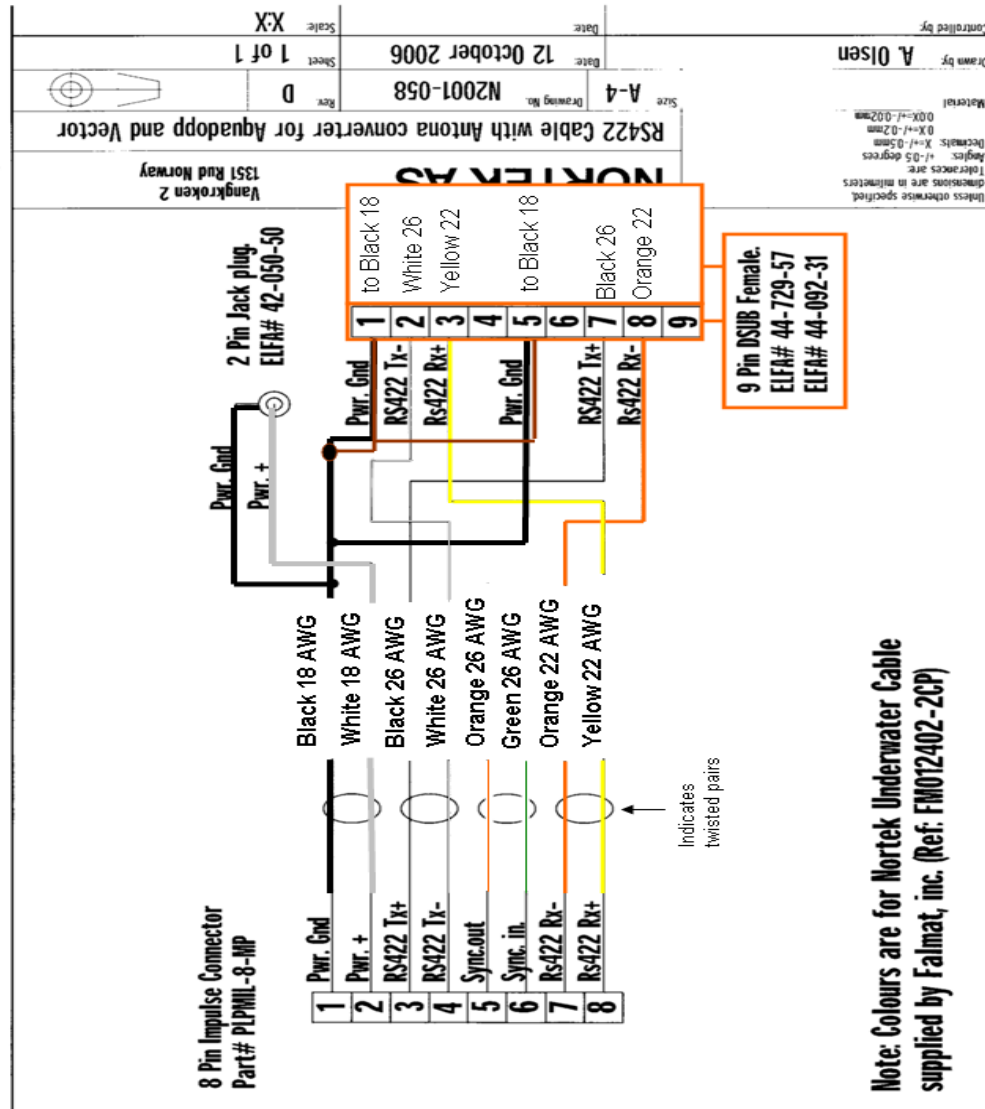 Controlled by:
Date:
Scale: X:X
Drawn by: A. Olsen
Date: 12 October 2006
Sheet 1 of 1
Material
Size A-4
Drawing No. N2001-058
Rev: D
RS422 Cable with Antona converter for Aquadopp and Vector
NORTEK AS
Vangkroken 2
1351 Rud Norway
Unless otherwise specified,
dimensions are in milimeters
Tolerances are:
Angles: +/-0.5 degrees
Decimals: X=+/-0.5mm
0.X=+/-0.2mm
0.0X=+/-0.02mm
2 Pin Jack plug.
ELFA# 42-050-50
to Black 18
White 26
Yellow 22
to Black 18
Black 26
Orange 22
1
2
3
4
5
6
7
8
9
9 Pin DSUB Female.
ELFA# 44-729-57
ELFA# 44-092-31
Pwr. Gnd
RS422 Tx-
Rs422 Rx+
Pwr. Gnd
RS422 Tx+
Rs422 Rx-
Pwr. Gnd
Pwr. +
Black 18 AWG
White 18 AWG
Black 26 AWG
White 26 AWG
Orange 26 AWG
Green 26 AWG
Orange 22 AWG
Yellow 22 AWG
Indicates
twisted pairs
8 Pin Impulse Connector
Part# PLPMIL-8-MP
Pwr. Gnd
Pwr. +
RS422 Tx+
RS422 Tx-
Sync.out
Sync. in.
Rs422 Rx-
Rs422 Rx+
1
2
3
4
5
6
7
8
Note: Colours are for Nortek Underwater Cable
supplied by Falmat, inc. (Ref: FM012402-2CP)